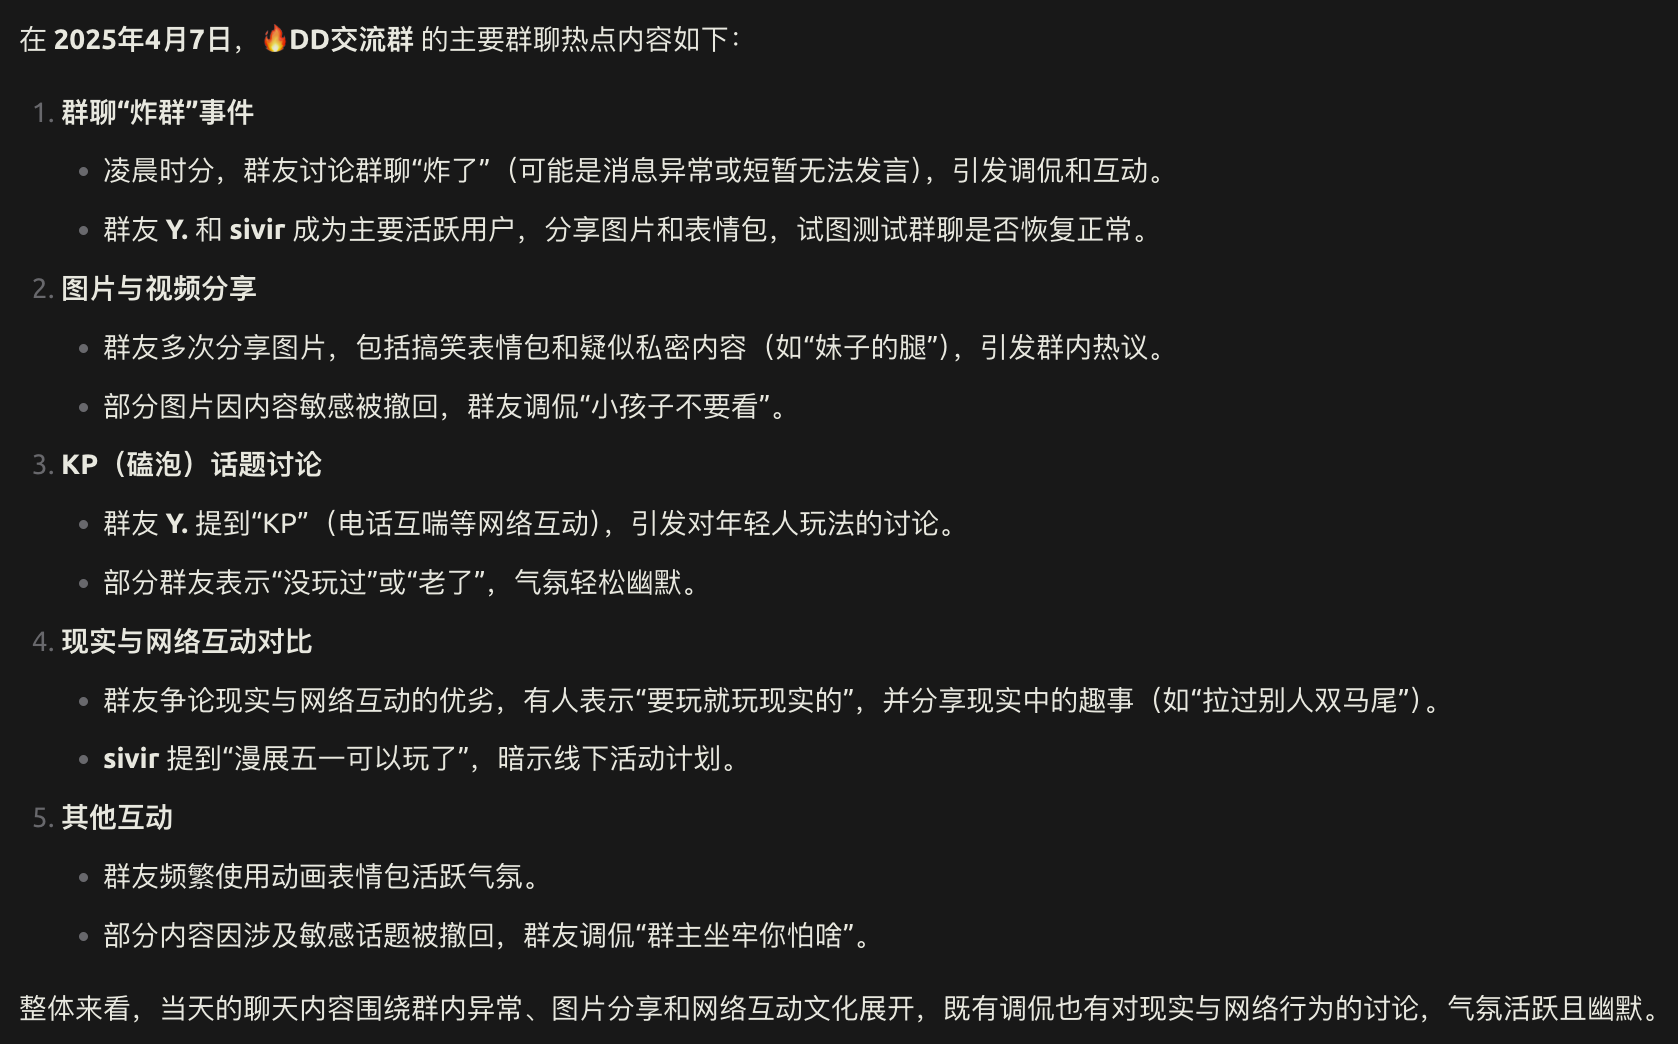 在 2025年4月7日，🔥DD交流群 的主要群聊热点内容如下：
1. 群聊“炸群”事件
• 凌晨时分，群友讨论群聊“炸了”（可能是消息异常或短暂无法发言），引发调侃和互动。
• 群友 Y. 和 sivir 成为主要活跃用户，分享图片和表情包，试图测试群聊是否恢复正常。
2. 图片与视频分享
• 群友多次分享图片，包括搞笑表情包和疑似私密内容（如“妹子的腿”），引发群内热议。
• 部分图片因内容敏感被撤回，群友调侃“小孩子不要看”。
3. KP（磕泡）话题讨论
• 群友 Y. 提到“KP”（电话互喘等网络互动），引发对年轻人玩法的讨论。
• 部分群友表示“没玩过”或“老了”，气氛轻松幽默。
4. 现实与网络互动对比
• 群友争论现实与网络互动的优劣，有人表示“要玩就玩现实的”，并分享现实中的趣事（如“拉过别人双马尾”）。
• sivir 提到“漫展五一可以玩了”，暗示线下活动计划。
5. 其他互动
• 群友频繁使用动画表情包活跃气氛。
• 部分内容因涉及敏感话题被撤回，群友调侃“群主坐牢你怕啥”。
整体来看，当天的聊天内容围绕群内异常、图片分享和网络互动文化展开，既有调侃也有对现实与网络行为的讨论，气氛活跃且幽默。